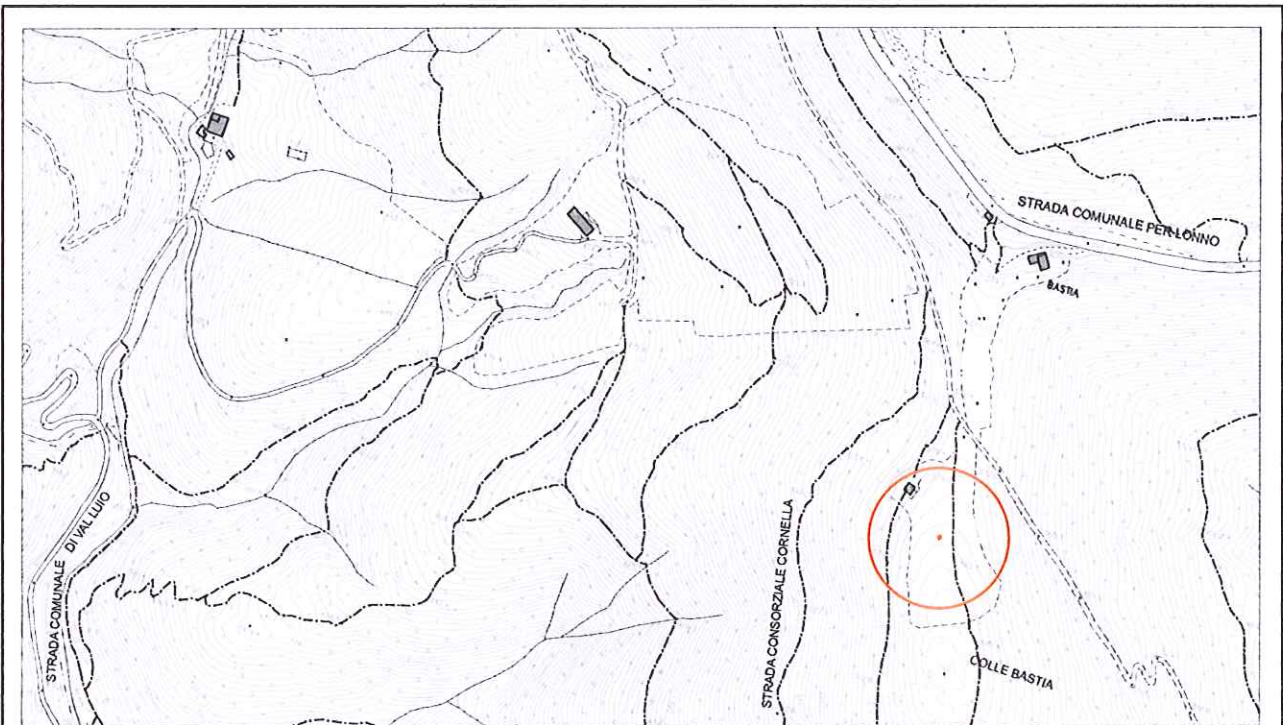 STRADA COMUNALE PER LONNO
BASTIA
STRADA COMUNALE DI VAL LUIO
STRADA CONSORZIALE CORNELLA
COLLE BASTIA